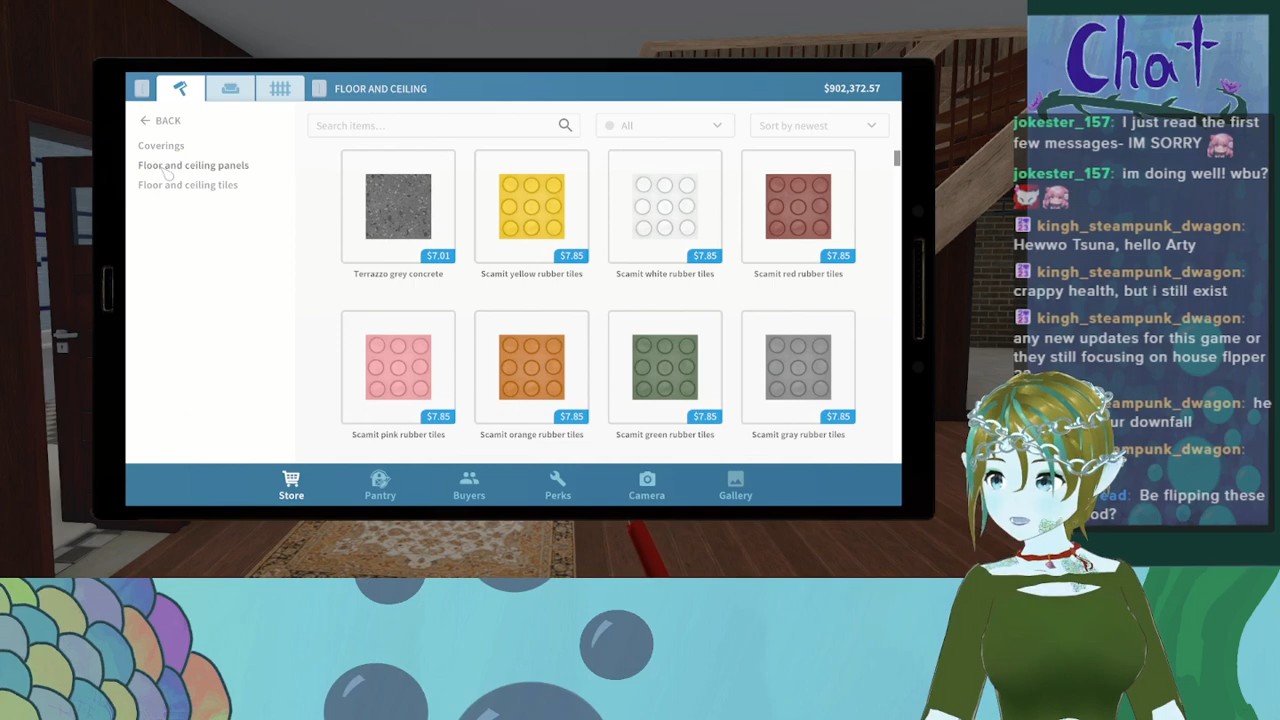 FLOOR AND CEILING
$902,372.57
BACK
Coverings
Floor and ceiling panels
Floor and ceiling tiles
Search items...
All
Sort by newest
$7.01
$7.85
$7.85
$7.85
Terrazzo grey concrete
Scamit yellow rubber tiles
Scamit white rubber tiles
Scamit red rubber tiles
$7.85
$7.85
$7.85
$7.85
Scamit pink rubber tiles
Scamit orange rubber tiles
Scamit green rubber tiles
Scamit gray rubber tiles
Store
Pantry
Buyers
Perks
Camera
Gallery
Chat
jokester_157: I just read the first
few messages- IM SORRY
jokester_157: im doing well! wbu?
kingh_steampunk_dwagon:
Hewwo Tsuna, hello Arty
kingh_steampunk_dwagon:
crappy health, but i still exist
kingh_steampunk_dwagon:
any new updates for this game or
they still focusing on house flpper
ampunk_dwagon: he
ur downfall
ampunk_dwagon:
ead: Be flipping these
od?